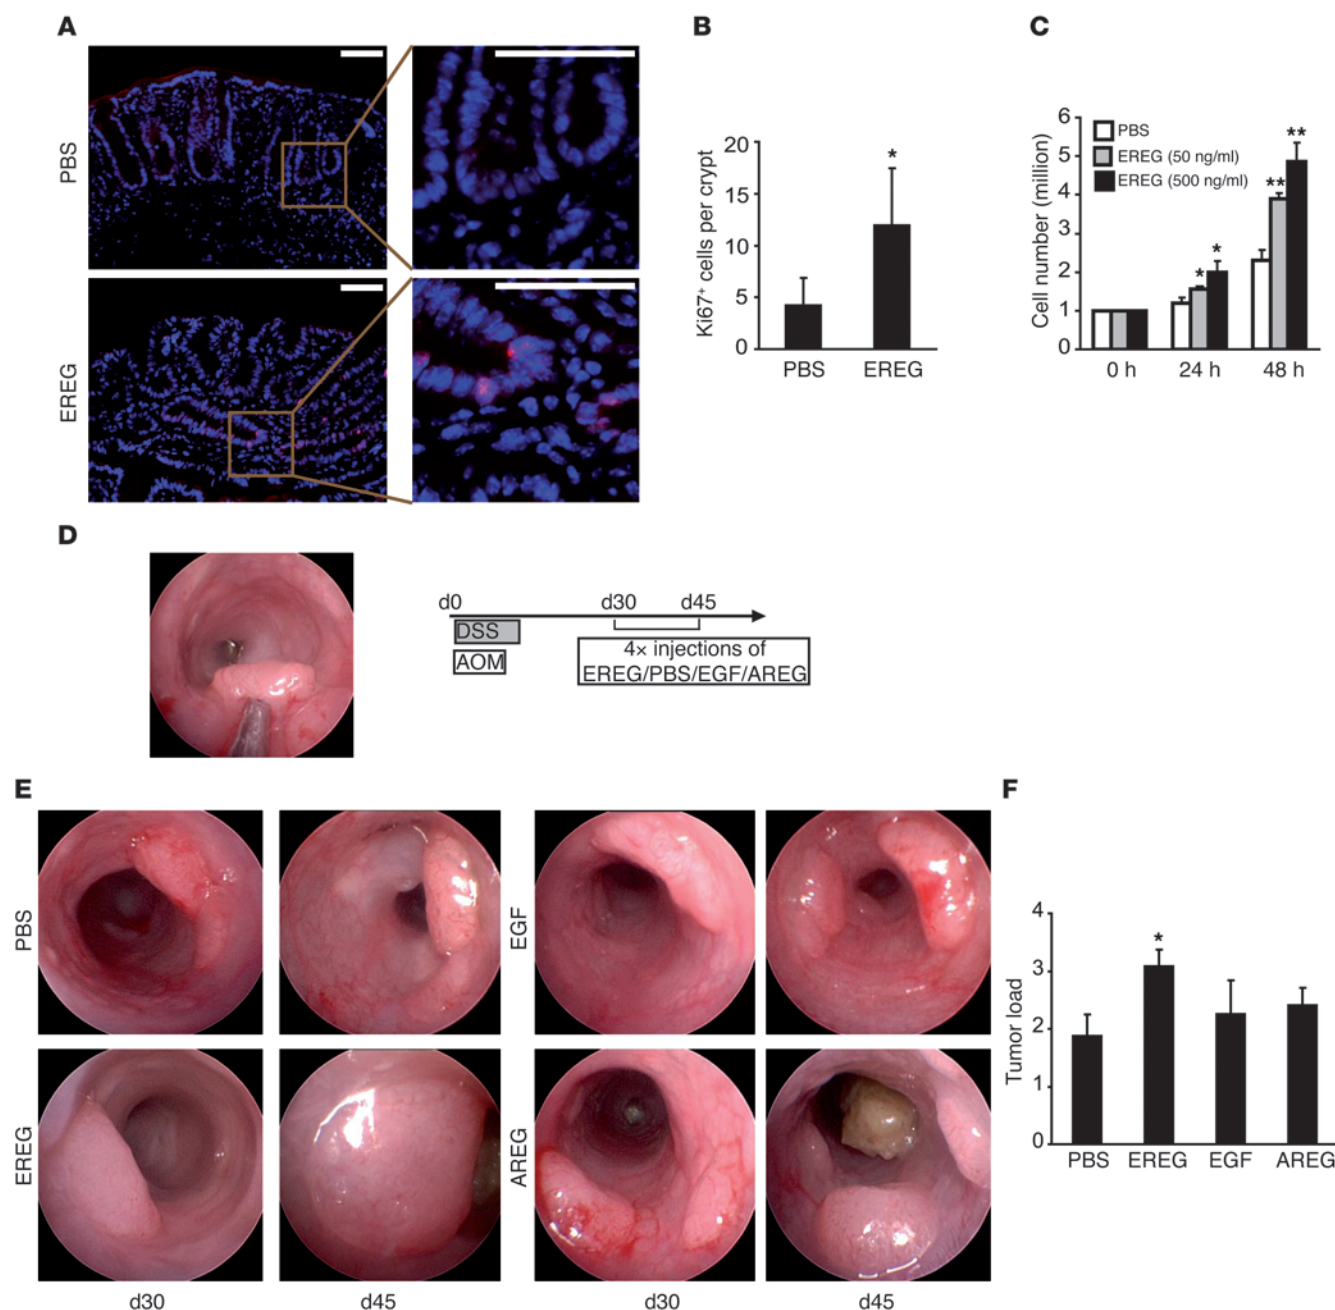 A
PBS
EREG
B
Ki67⁺ cells per crypt
20
15
10
5
0
*
PBS
EREG
C
Cell number (million)
6
5
4
3
2
1
0
PBS
EREG (50 ng/ml)
EREG (500 ng/ml)
*
*
**
**
0 h
24 h
48 h
D
d0
d30
d45
DSS
AOM
4× injections of
EREG/PBS/EGF/AREG
E
PBS
EGF
EREG
AREG
d30
d45
d30
d45
F
Tumor load
4
3
2
1
0
*
PBS
EREG
EGF
AREG